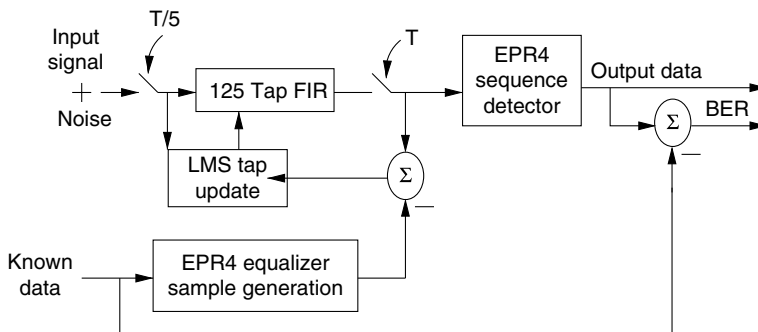 T/5
Input
signal
+
Noise
125 Tap FIR
T
EPR4
sequence
detector
Output data
BER
Σ
—
LMS tap
update
Σ
—
Known
data
EPR4 equalizer
sample generation